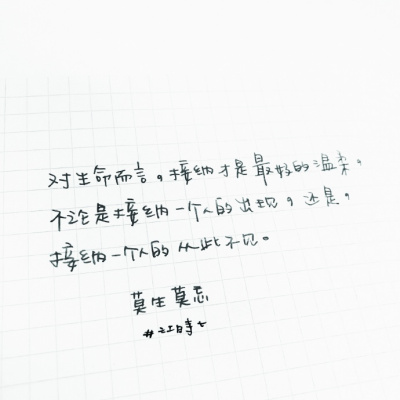 对生命而言。接纳才是最好的温柔。
不论是接纳一个人的出现。还是。
接纳一个人的从此不见。
莫生莫忘